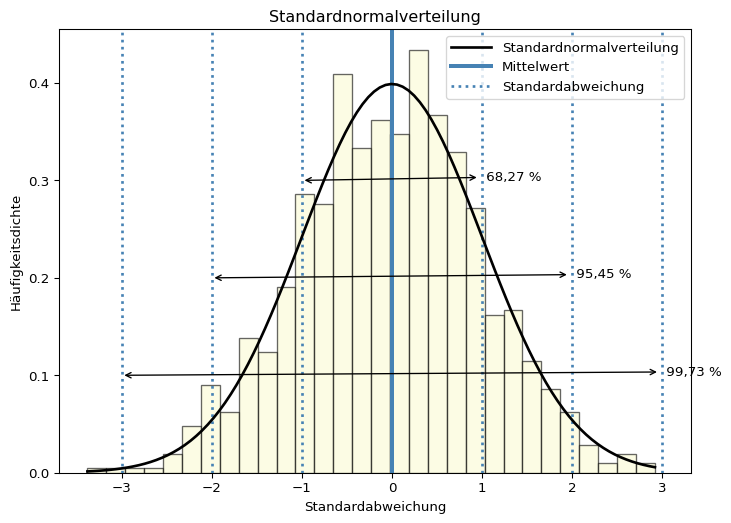 Standardnormalverteilung
Standardnormalverteilung
Mittelwert
Standardabweichung
Häufigkeitsdichte
0.4
0.3
0.2
0.1
0.0
68,27 %
95,45 %
99,73 %
−3 −2 −1 0 1 2 3
Standardabweichung